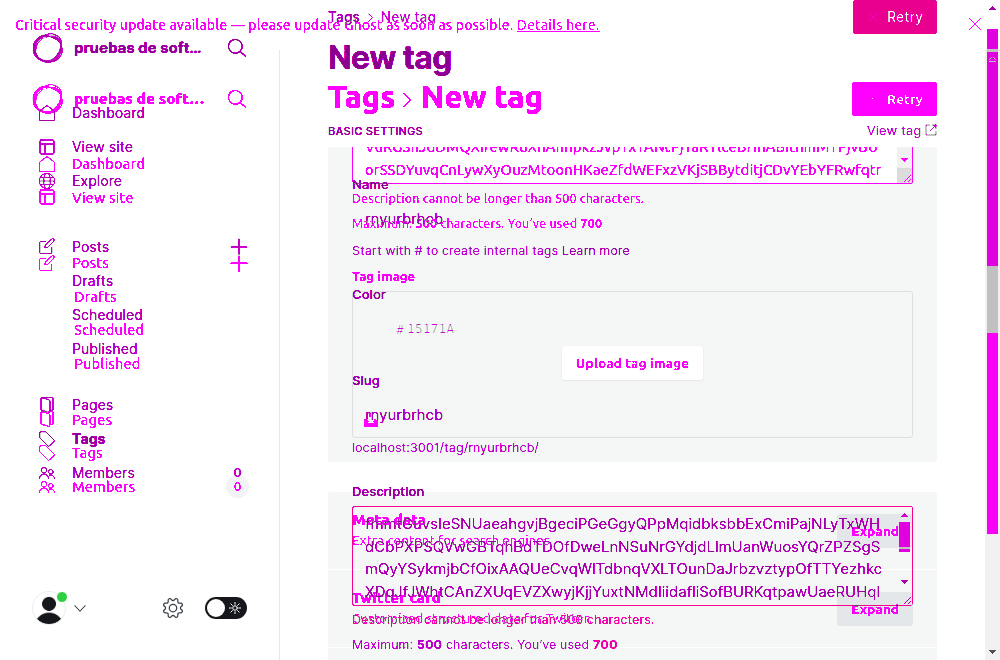 Tags > New tag
Critical security update available — please update Ghost as soon as possible. Details here.
Retry
pruebas de soft...
New tag
pruebas de soft...
Tags > New tag
Retry
Dashboard
BASIC SETTINGS
View tag
View site
Dashboard
Explore
View site
orSSDYuvqCnLywXyOuzMtoonHKaeZfdWEFxzVKjSBBytditjCDvYEbYFRwfqtr
Name
Description cannot be longer than 500 characters.
rnyurbrhcb
Maximum: 500 characters. You've used 700
Posts
Posts
Start with # to create internal tags Learn more
Drafts
Tag image
Drafts
Color
Scheduled
Scheduled
# 15171A
Published
Published
Upload tag image
Slug
Pages
Pages
rnyurbrhcb
Tags
Tags
localhost:3001/tag/rnyurbrhcb/
Members 0
Members 0
Description
Meta data
Expand
Extra content for search engines
mQyYSykmjbCfOixAAQUeCvqWITdbnqVXLTOunDaJrbzvztypOfTTYezhkc
Twitter card
Expand
Description cannot be longer than 500 characters.
Maximum: 500 characters. You've used 700